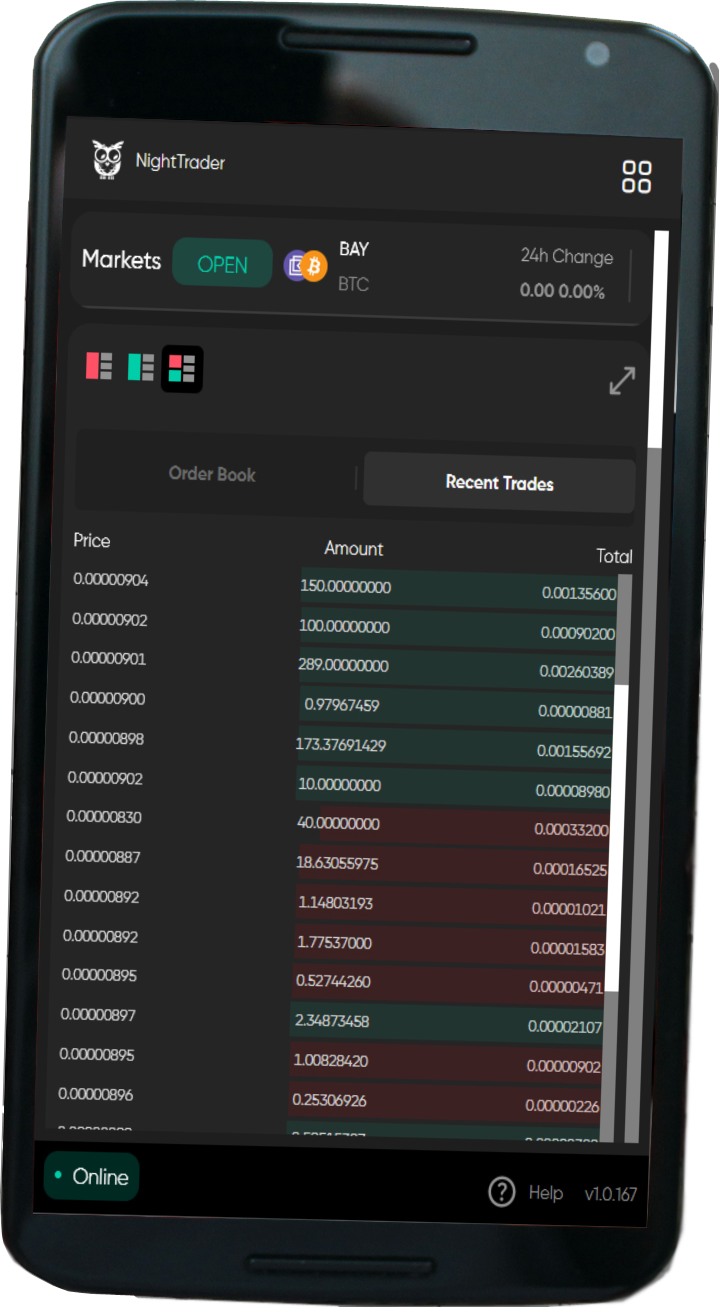 NightTrader
Markets OPEN BAY 24h Change
BTC 0.00 0.00%
Order Book Recent Trades
Price Amount Total
0.00000904 150.00000000 0.00135600
0.00000902 100.00000000 0.00090200
0.00000901 289.00000000 0.00260389
0.00000900 0.97967459 0.00000881
0.00000898 173.37691429 0.00155692
0.00000902 10.00000000 0.00008980
0.00000830 40.00000000 0.00033200
0.00000887 18.63055975 0.00016525
0.00000892 1.14803193 0.00001021
0.00000892 1.77537000 0.00001583
0.00000895 0.52744260 0.00000471
0.00000897 2.34873458 0.00002107
0.00000895 1.00828420 0.00000902
0.00000896 0.25306926 0.00000226
Online ? Help v1.0.167